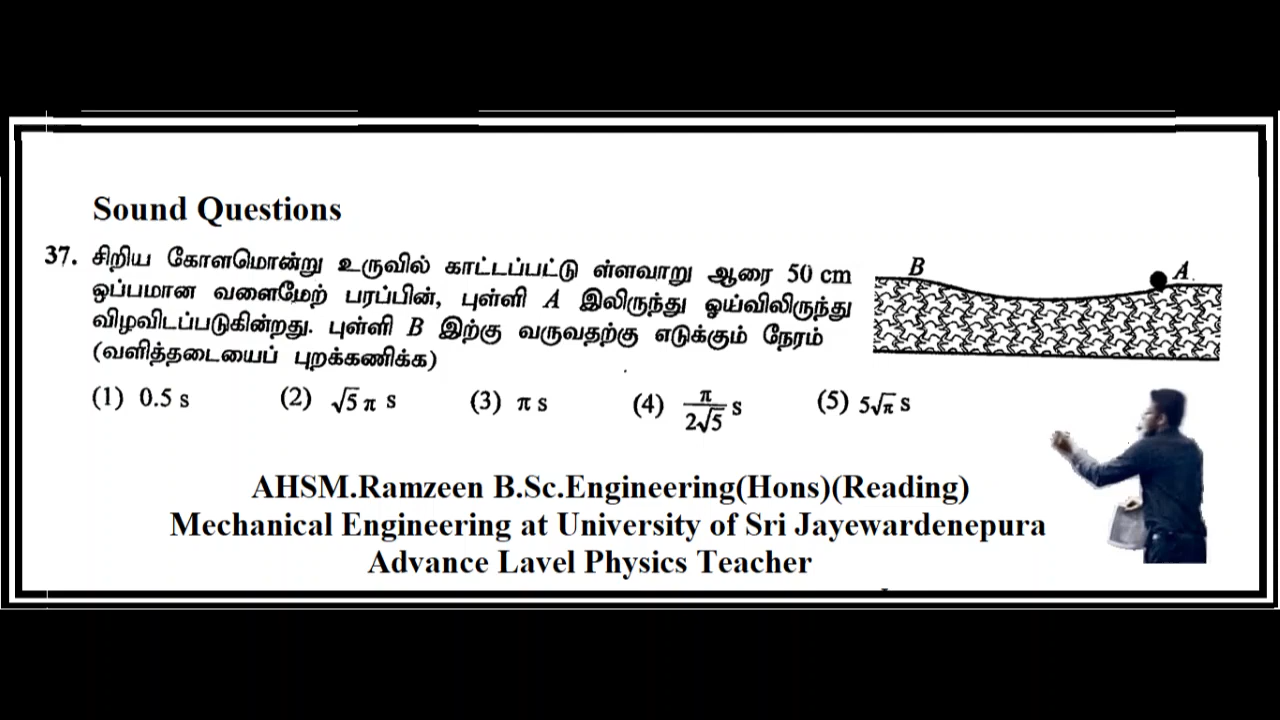 Sound Questions
37. சிறிய கோளமொன்று உருவில் காட்டப்பட்டு ள்ளவாறு ஆரை 50 cm
ஒப்பமான வளைமேற் பரப்பின், புள்ளி A இலிருந்து ஓய்விலிருந்து
விழவிடப்படுகின்றது. புள்ளி B இற்கு வருவதற்கு எடுக்கும் நேரம்
(வளித்தடையைப் புறக்கணிக்க)
B A
(1) 0.5 s (2) √5 π s (3) π s (4) π/2√5 s (5) 5√π s
AHSM.Ramzeen B.Sc.Engineering(Hons)(Reading)
Mechanical Engineering at University of Sri Jayewardenepura
Advance Lavel Physics Teacher